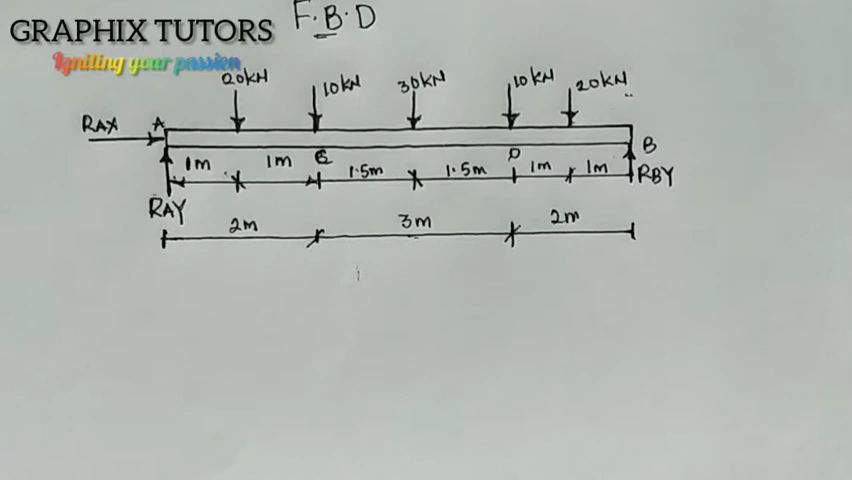 GRAPHIX TUTORS
Igniting your passion
F.B.D
20KN 10KN 30KN 10KN 20KN
RAX A
B
C D
1m 1m 1.5m 1.5m 1m 1m
RAY RBY
2m 3m 2m